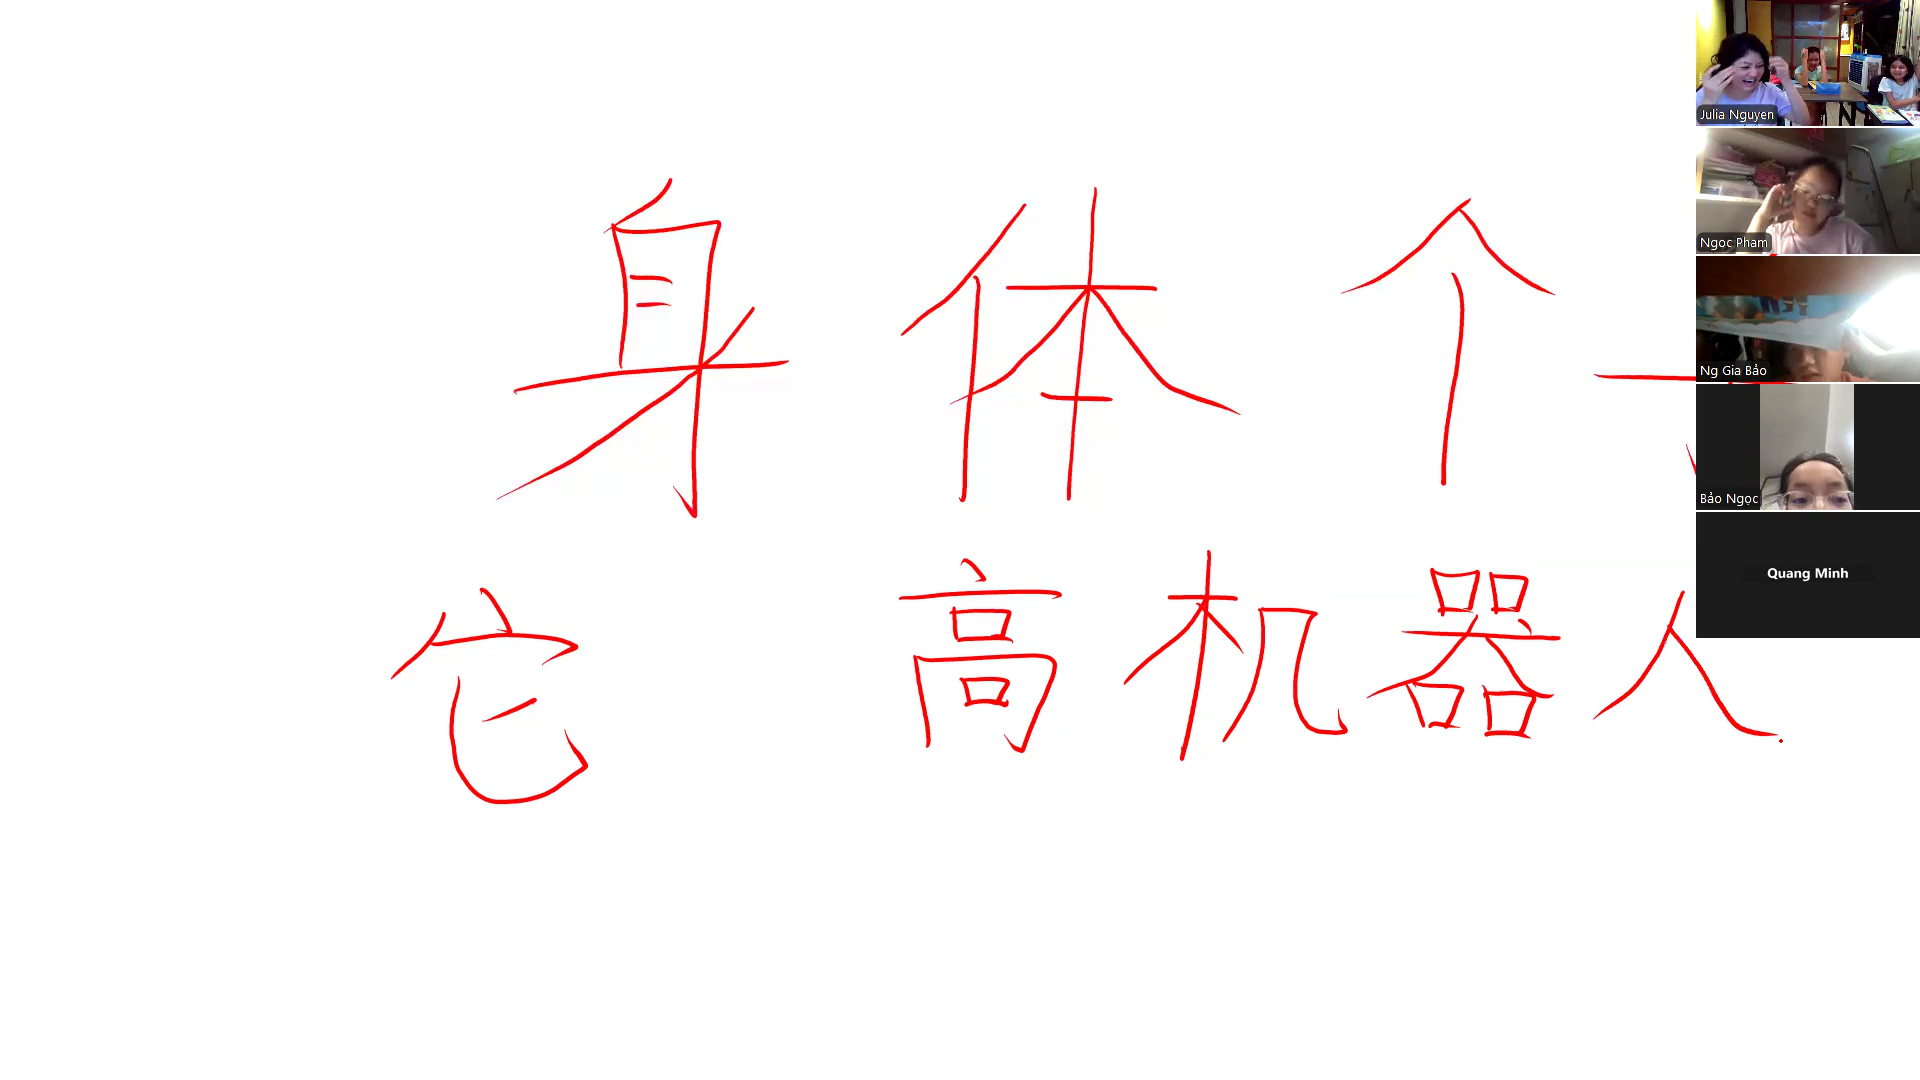 身 体 个
它 高 机 器 人
Julia Nguyen
Ngoc Pham
Ng Gia Bảo
Bảo Ngọc
Quang Minh